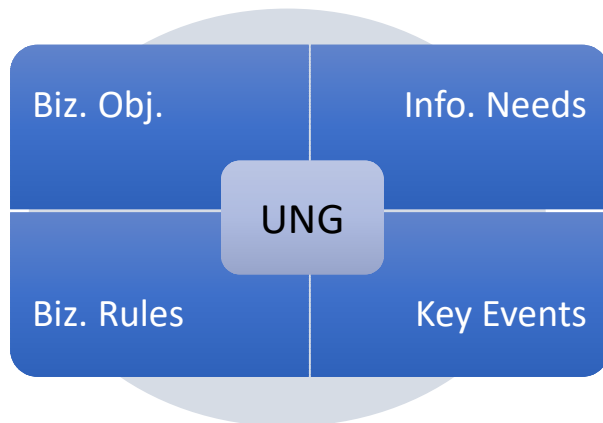 Biz. Obj.
Info. Needs
UNG
Biz. Rules
Key Events